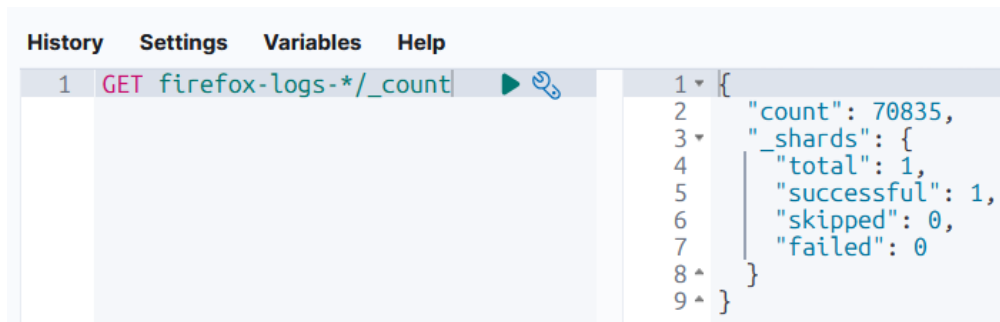 History Settings Variables Help
1 GET firefox-logs-*/_count
1 {
2 "count": 70835,
3 "_shards": {
4 "total": 1,
5 "successful": 1,
6 "skipped": 0,
7 "failed": 0
8 }
9 }